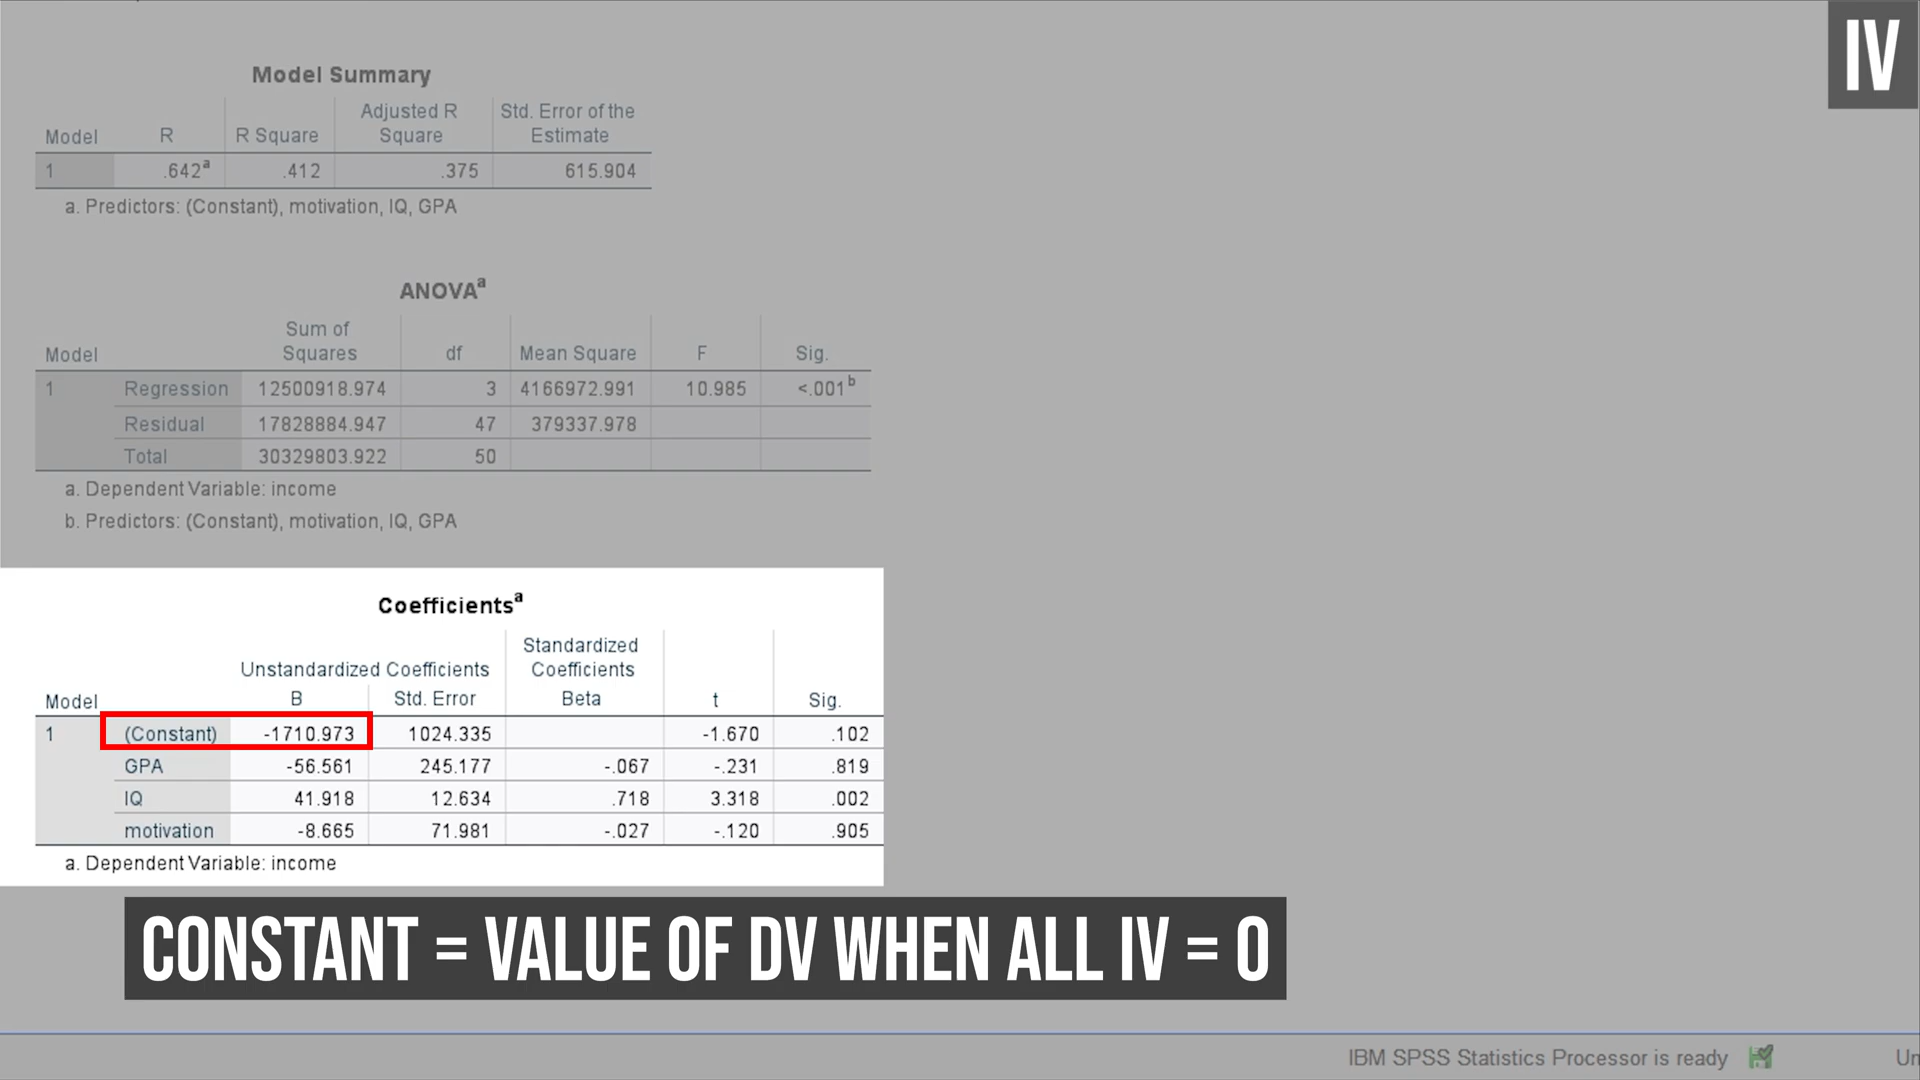 IV
Model Summary
Model R R Square Adjusted R Square Std. Error of the Estimate
1 .642a .412 .375 615.904
a. Predictors: (Constant), motivation, IQ, GPA
ANOVAa
Model Sum of Squares df Mean Square F Sig.
1 Regression 12500918.974 3 4166972.991 10.985 <.001b
Residual 17828884.947 47 379337.978
Total 30329803.922 50
a. Dependent Variable: income
b. Predictors: (Constant), motivation, IQ, GPA
Coefficientsa
Unstandardized Coefficients Standardized Coefficients
Model B Std. Error Beta t Sig.
1 (Constant) -1710.973 1024.335 -1.670 .102
GPA -56.561 245.177 -.067 -.231 .819
IQ 41.918 12.634 .718 3.318 .002
motivation -8.665 71.981 -.027 -.120 .905
a. Dependent Variable: income
CONSTANT = VALUE OF DV WHEN ALL IV = 0
IBM SPSS Statistics Processor is ready